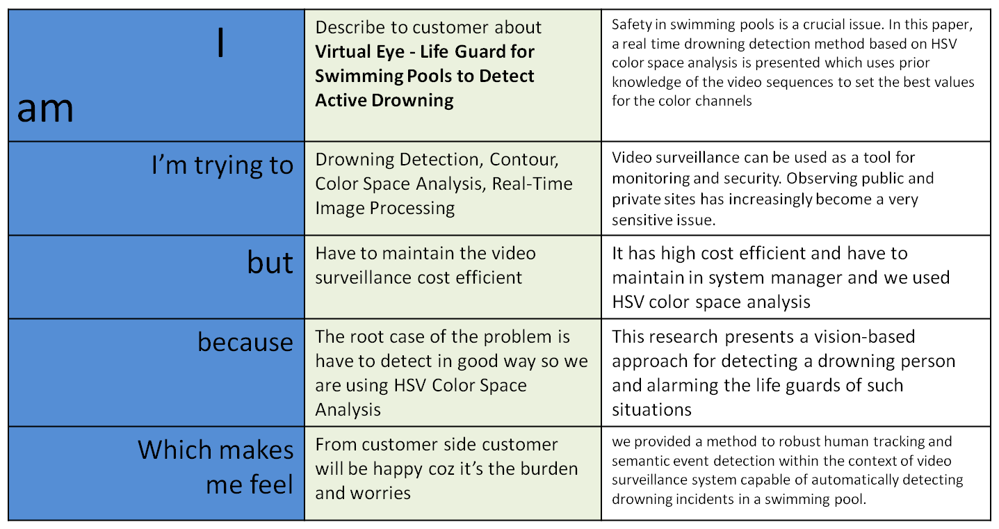 I
am
Describe to customer about
Virtual Eye - Life Guard for
Swimming Pools to Detect
Active Drowning
Safety in swimming pools is a crucial issue. In this paper,
a real time drowning detection method based on HSV
color space analysis is presented which uses prior
knowledge of the video sequences to set the best values
for the color channels
I'm trying to
Drowning Detection, Contour,
Color Space Analysis, Real-Time
Image Processing
Video surveillance can be used as a tool for
monitoring and security. Observing public and
private sites has increasingly become a very
sensitive issue.
but
Have to maintain the video
surveillance cost efficient
It has high cost efficient and have to
maintain in system manager and we used
HSV color space analysis
because
The root case of the problem is
have to detect in good way so we
are using HSV Color Space
Analysis
This research presents a vision-based
approach for detecting a drowning person
and alarming the life guards of such
situations
Which makes
me feel
From customer side customer
will be happy coz it's the burden
and worries
we provided a method to robust human tracking and
semantic event detection within the context of video
surveillance system capable of automatically detecting
drowning incidents in a swimming pool.